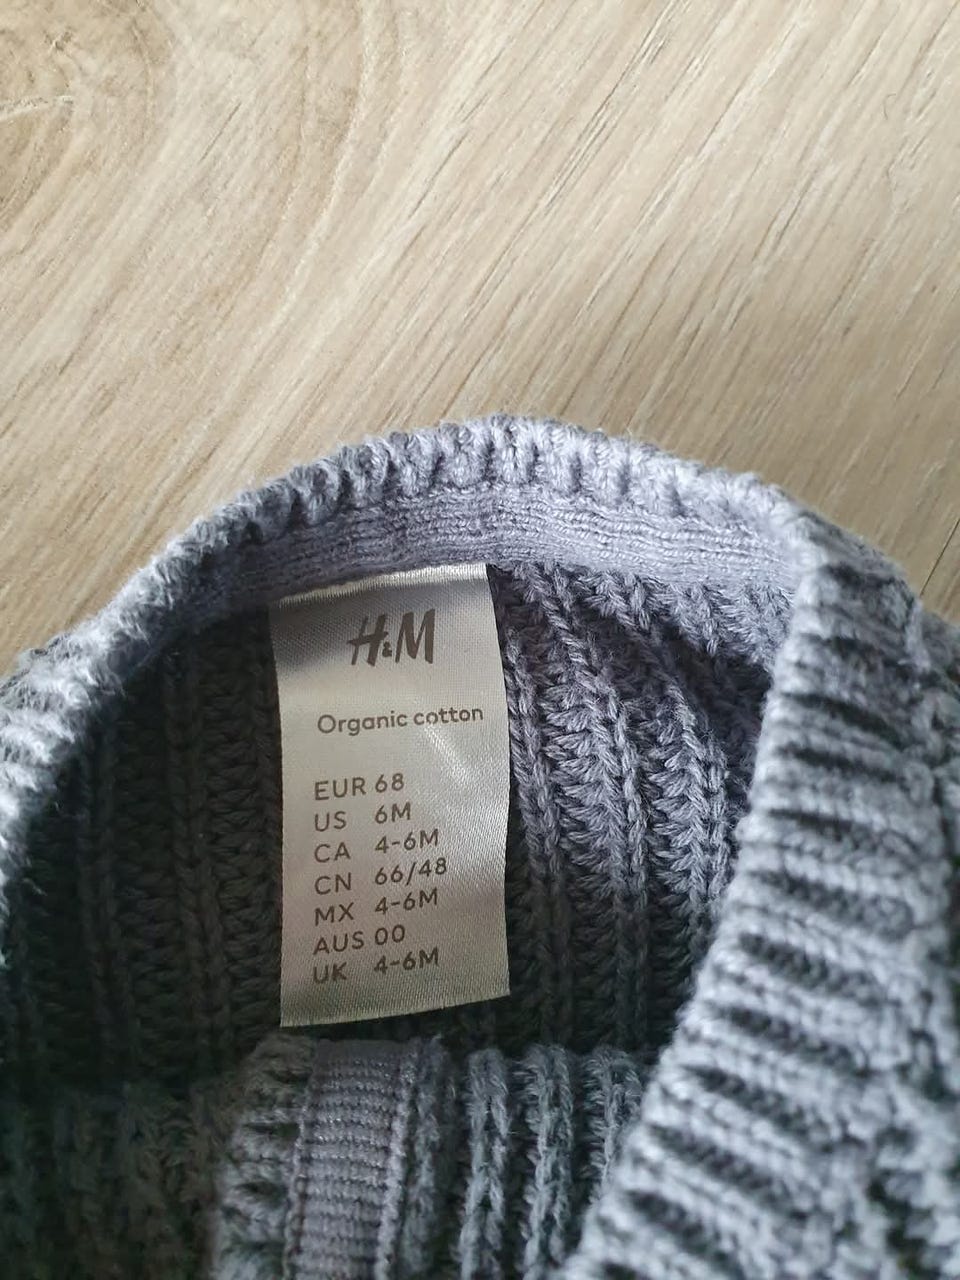 H&M
Organic cotton
EUR 68
US 6M
CA 4-6M
CN 66/48
MX 4-6M
AUS 00
UK 4-6M